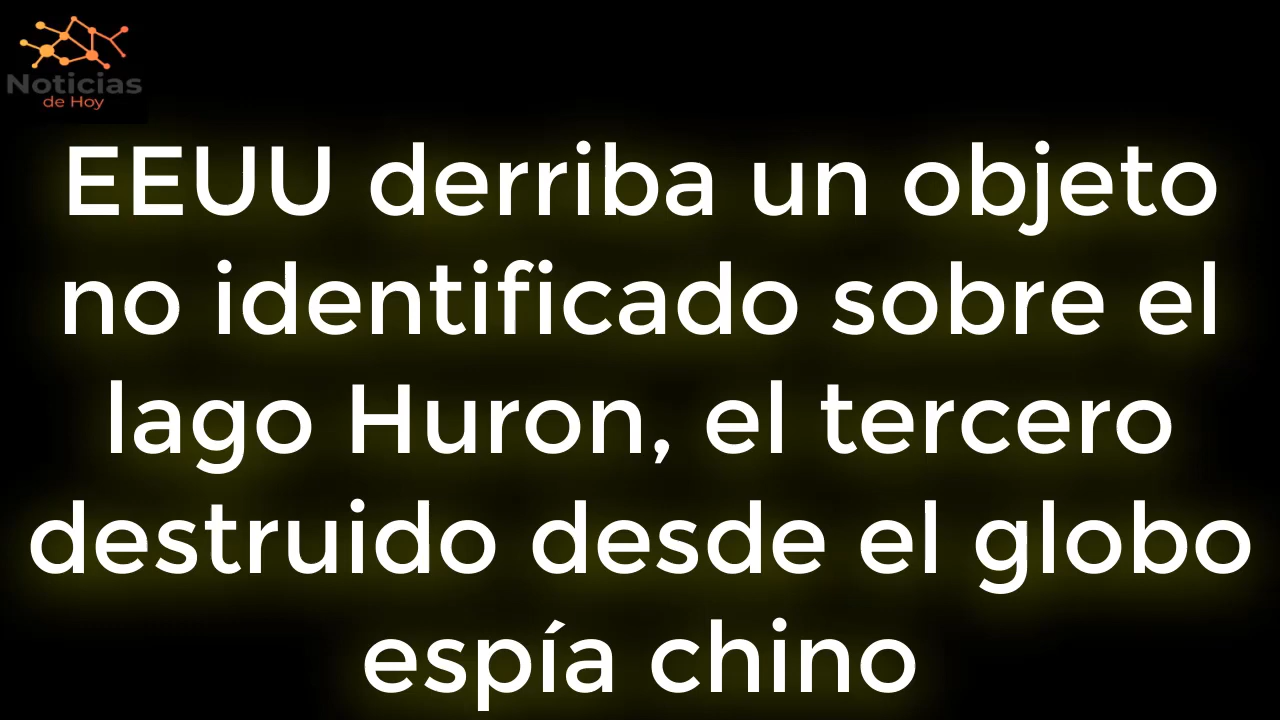 Noticias
de Hoy
EEUU derriba un objeto
no identificado sobre el
lago Huron, el tercero
destruido desde el globo
espía chino